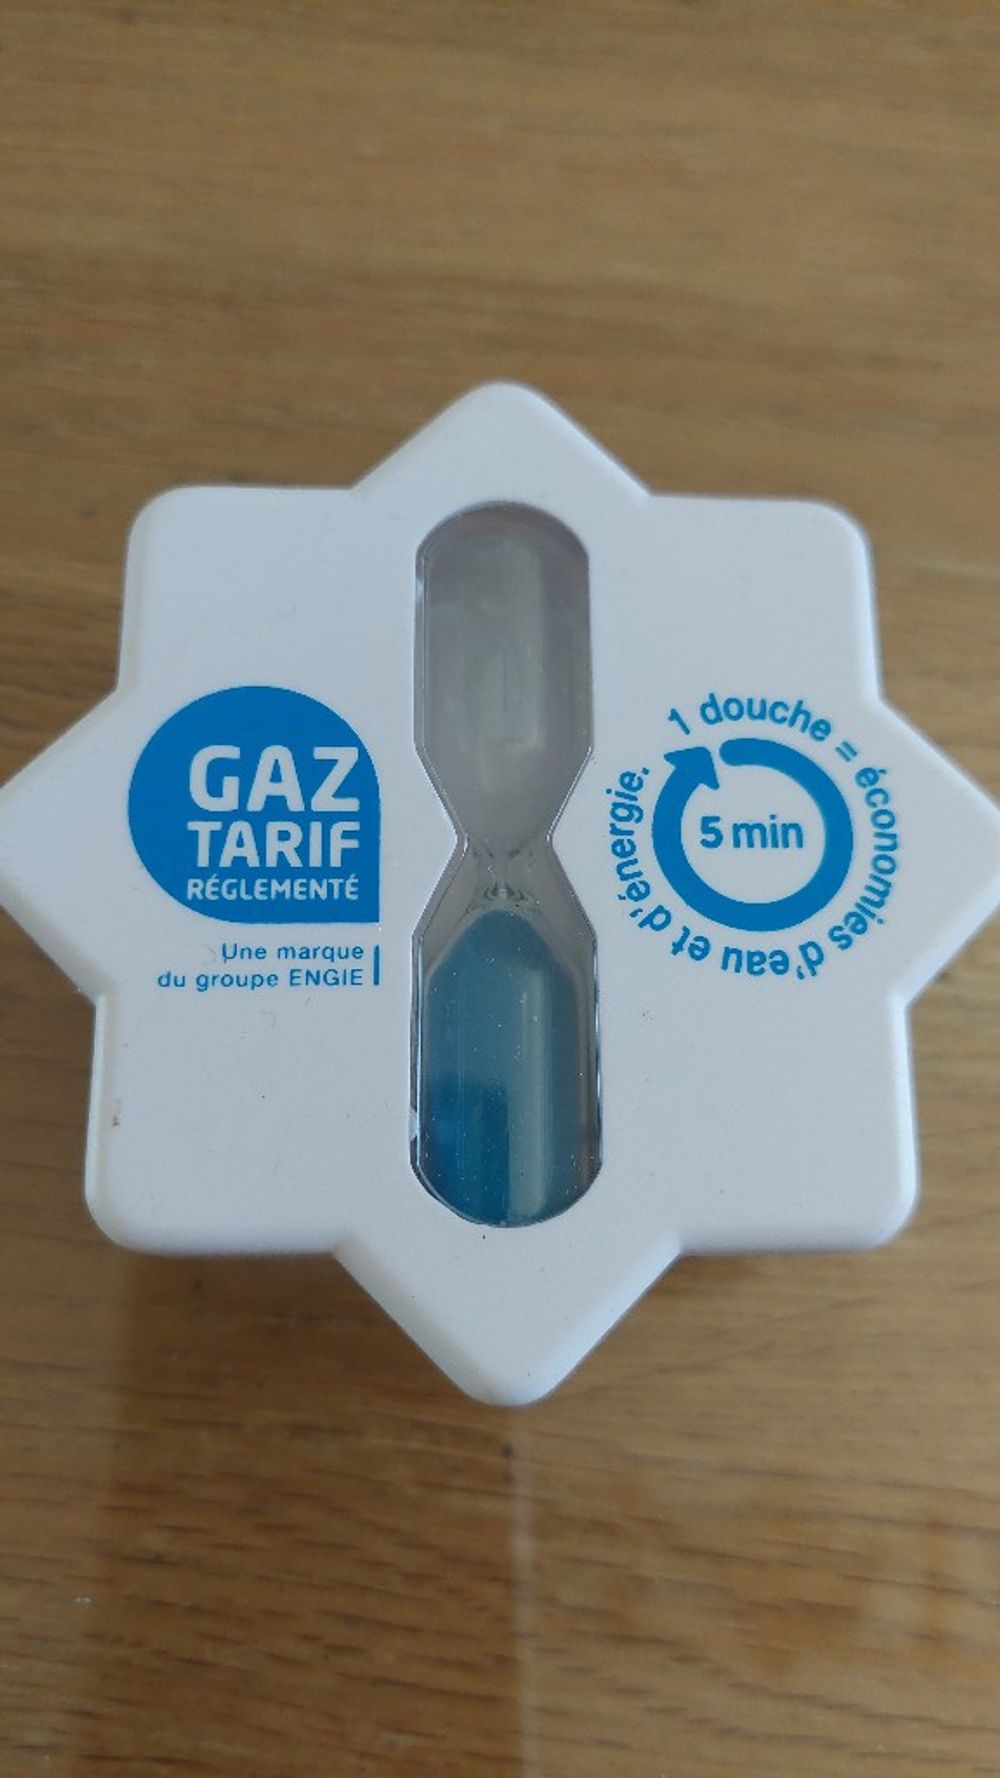 GAZ
TARIF
RÉGLEMENTÉ
Une marque
du groupe ENGIE
1 douche = économies d'eau et d'énergie.
5 min